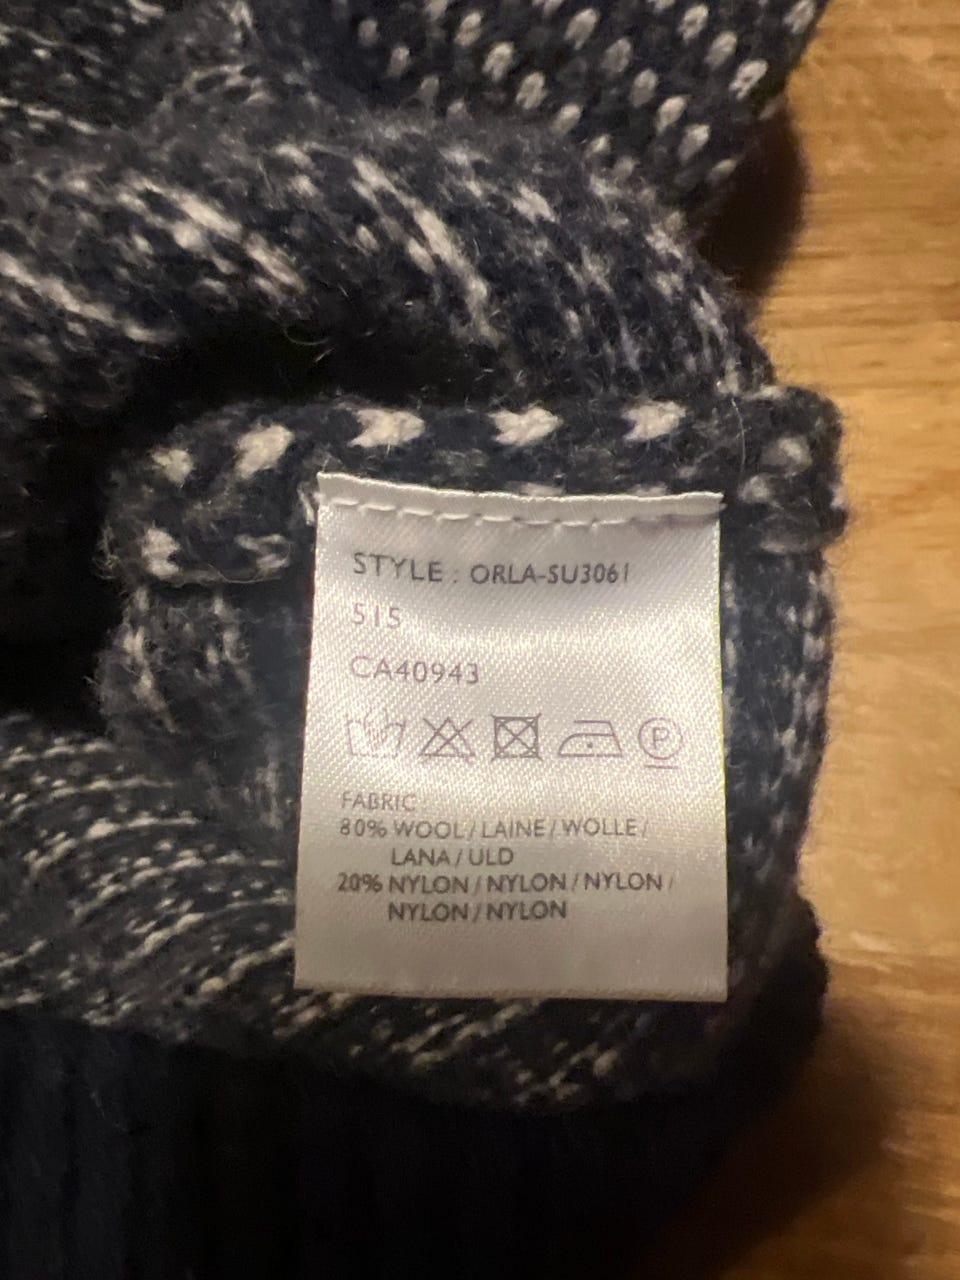 STYLE : ORLA-SU3061
515
CA40943
P
FABRIC :
80% WOOL / LAINE / WOLLE /
LANA / ULD
20% NYLON / NYLON / NYLON /
NYLON / NYLON